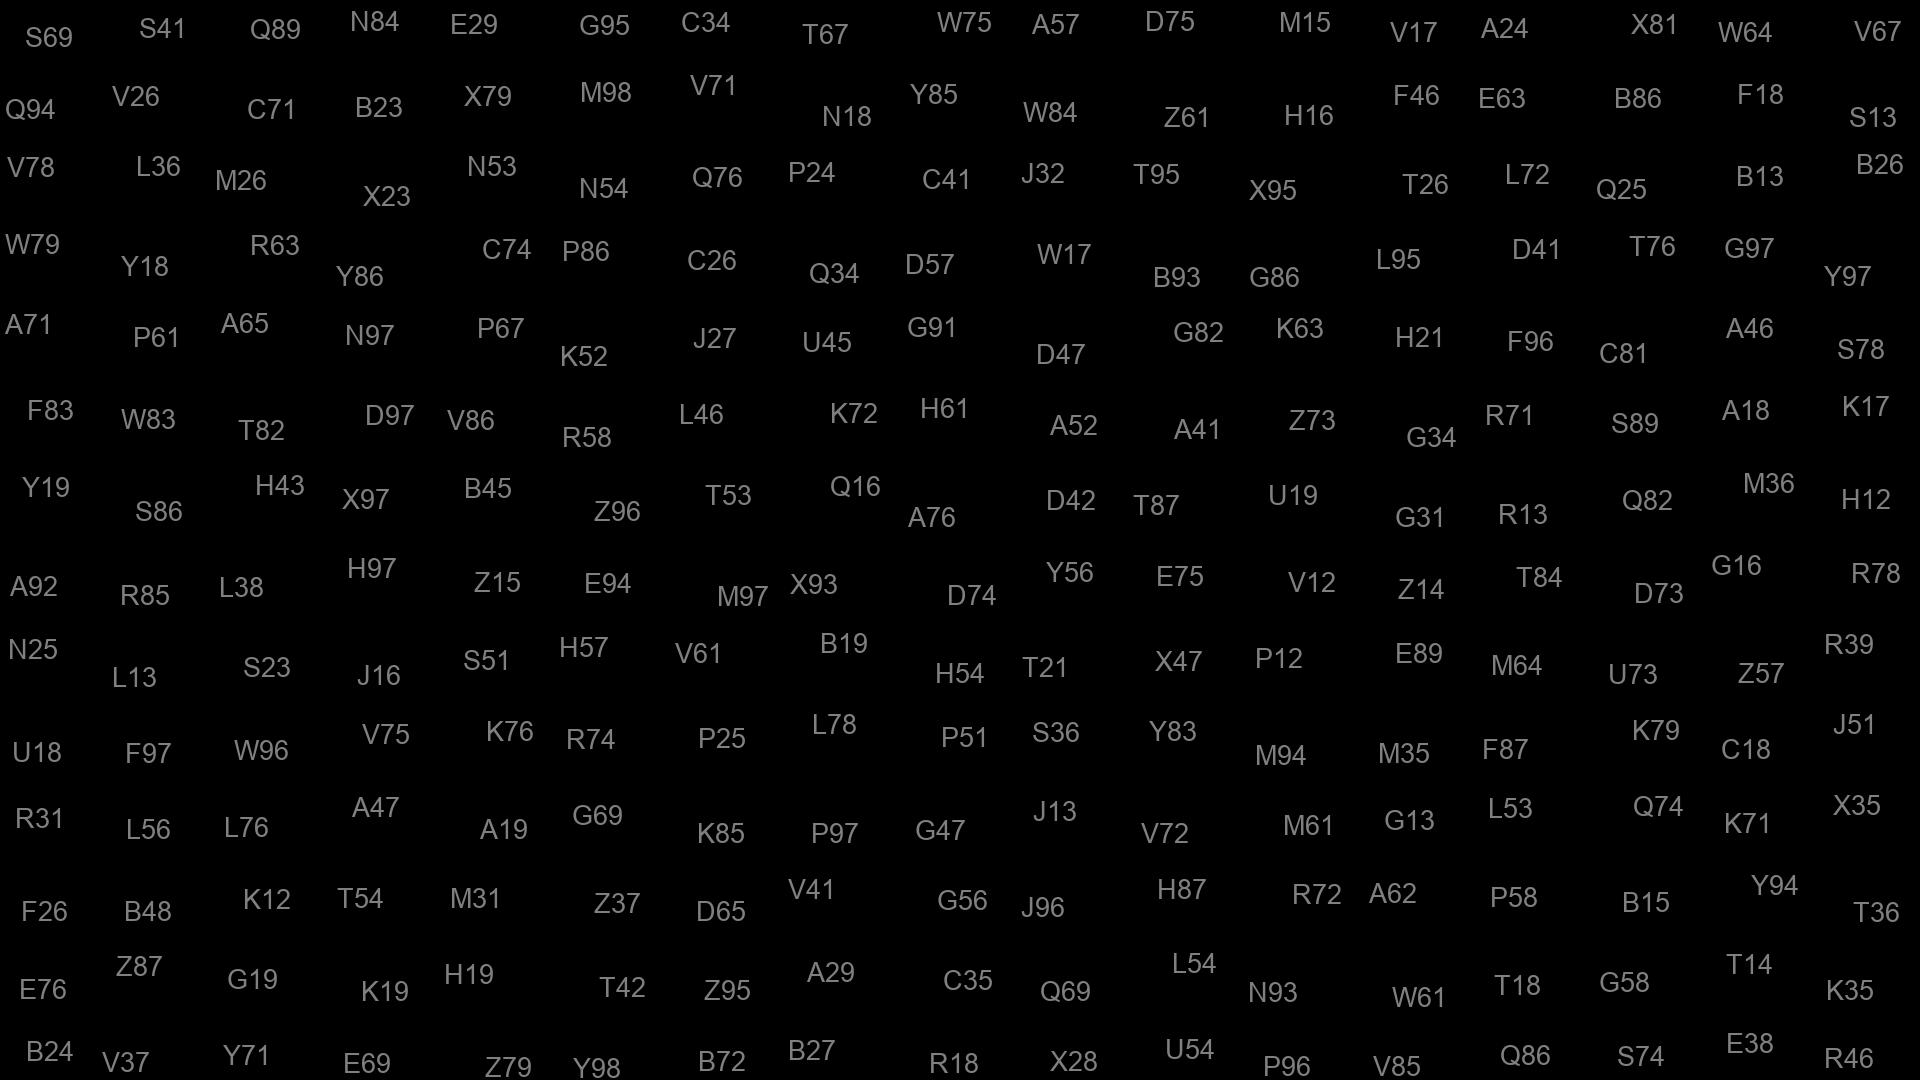 S69 S41 Q89 N84 E29 G95 C34 T67 W75 A57 D75 M15 V17 A24 X81 W64 V67
Q94 V26 C71 B23 X79 M98 V71 N18 Y85 W84 Z61 H16 F46 E63 B86 F18 S13
V78 L36 M26 X23 N53 N54 Q76 P24 C41 J32 T95 X95 T26 L72 Q25 B13 B26
W79 Y18 R63 Y86 C74 P86 C26 Q34 D57 W17 B93 G86 L95 D41 T76 G97 Y97
A71 P61 A65 N97 P67 K52 J27 U45 G91 D47 G82 K63 H21 F96 C81 A46 S78
F83 W83 T82 D97 V86 R58 L46 K72 H61 A52 A41 Z73 G34 R71 S89 A18 K17
Y19 S86 H43 X97 B45 Z96 T53 Q16 A76 D42 T87 U19 G31 R13 Q82 M36 H12
A92 R85 L38 H97 Z15 E94 M97 X93 D74 Y56 E75 V12 Z14 T84 D73 G16 R78
N25 L13 S23 J16 S51 H57 V61 B19 H54 T21 X47 P12 E89 M64 U73 Z57 R39
U18 F97 W96 V75 K76 R74 P25 L78 P51 S36 Y83 M94 M35 F87 K79 C18 J51
R31 L56 L76 A47 A19 G69 K85 P97 G47 J13 V72 M61 G13 L53 Q74 K71 X35
F26 B48 K12 T54 M31 Z37 D65 V41 G56 J96 H87 R72 A62 P58 B15 Y94 T36
E76 Z87 G19 K19 H19 T42 Z95 A29 C35 Q69 L54 N93 W61 T18 G58 T14 K35
B24 V37 Y71 E69 Z79 Y98 B72 B27 R18 X28 U54 P96 V85 Q86 S74 E38 R46